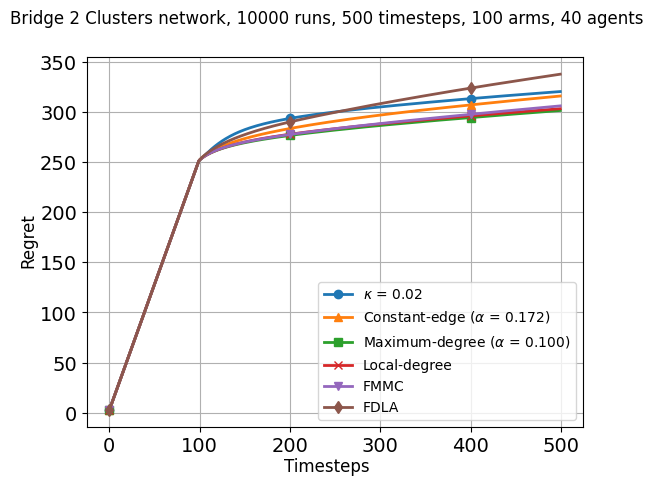 Bridge 2 Clusters network, 10000 runs, 500 timesteps, 100 arms, 40 agents
350
300
250
200
150
100
50
0
Regret
κ = 0.02
Constant-edge (α = 0.172)
Maximum-degree (α = 0.100)
Local-degree
FMMC
FDLA
0 100 200 300 400 500
Timesteps